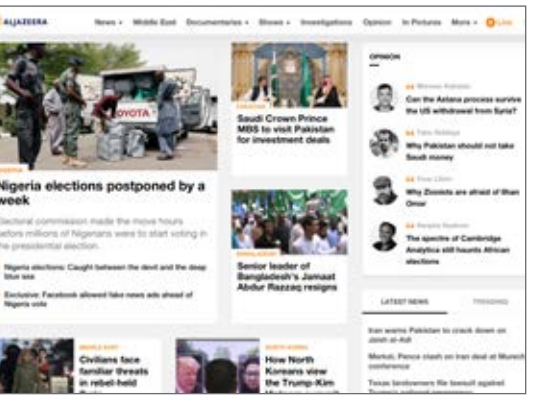 ALJAZEERA
News Middle East Documentaries Shows Investigations Opinion In Pictures More Live
TOYOTA
Nigeria elections postponed by a
week
Electoral commission made the move hours
before millions of Nigerians were to start voting in
the presidential election.
Nigeria elections: Caught between the devil and the deep
blue sea
Exclusive: Facebook allowed fake news ads ahead of
Nigeria vote
PAKISTAN
Saudi Crown Prince
MBS to visit Pakistan
for investment deals
BANGLADESH
Senior leader of
Bangladesh's Jamaat
Abdur Razzaq resigns
OPINION
Can the Astana process survive
the US withdrawal from Syria?
Why Pakistan should not take
Saudi money
Why Zionists are afraid of Ilhan
Omar
The spectre of Cambridge
Analytica still haunts African
elections
LATEST NEWS TRENDING
Iran warns Pakistan to crack down on
Jaish al-Adl
Merkel, Pence clash on Iran deal at Munich
conference
Texas landowners file lawsuit against
MIDDLE EAST
Civilians face
familiar threats
in rebel-held
NORTH KOREA
How North
Koreans view
the Trump-Kim